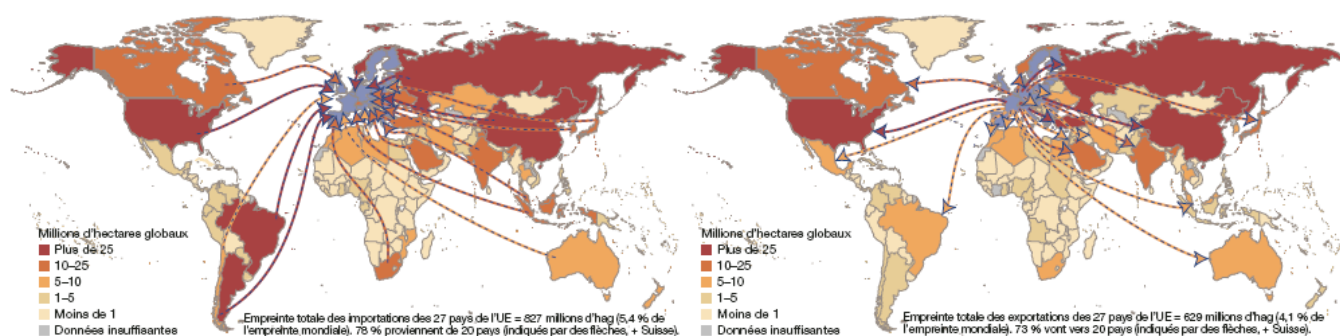 Millions d'hectares globaux
Plus de 25
10–25
5–10
1–5
Moins de 1
Données insuffisantes
Empreinte totale des importations des 27 pays de l'UE = 827 millions d'hag (5,4 % de
l'empreinte mondiale). 78 % proviennent de 20 pays (indiqués par des flèches, + Suisse).
Millions d'hectares globaux
Plus de 25
10–25
5–10
1–5
Moins de 1
Données insuffisantes
Empreinte totale des exportations des 27 pays de l'UE = 629 millions d'hag (4,1 % de
l'empreinte mondiale). 73 % vont vers 20 pays (indiqués par des flèches, + Suisse).